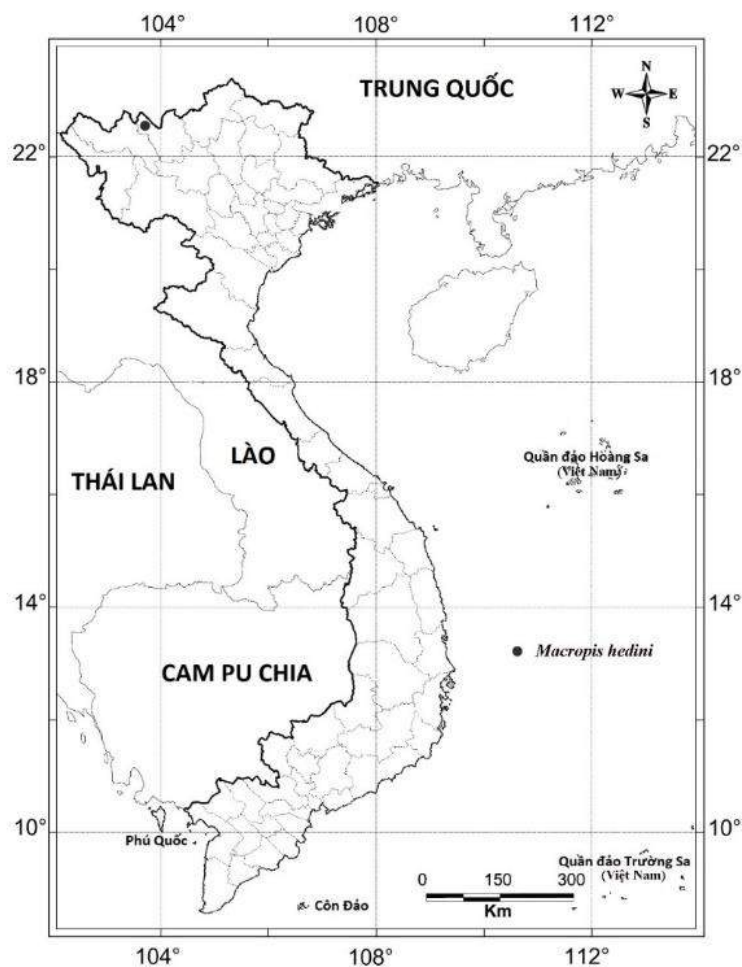 104° 108° 112°
TRUNG QUỐC
N
W E
S
22° 22°
18° 18°
LÀO
Quần đảo Hoàng Sa
(Việt Nam)
THÁI LAN
14° 14°
Macropis hedini
CAM PU CHIA
10° 10°
Phú Quốc
Quần đảo Trường Sa
(Việt Nam)
0 150 300
Km
Côn Đảo
104° 108° 112°